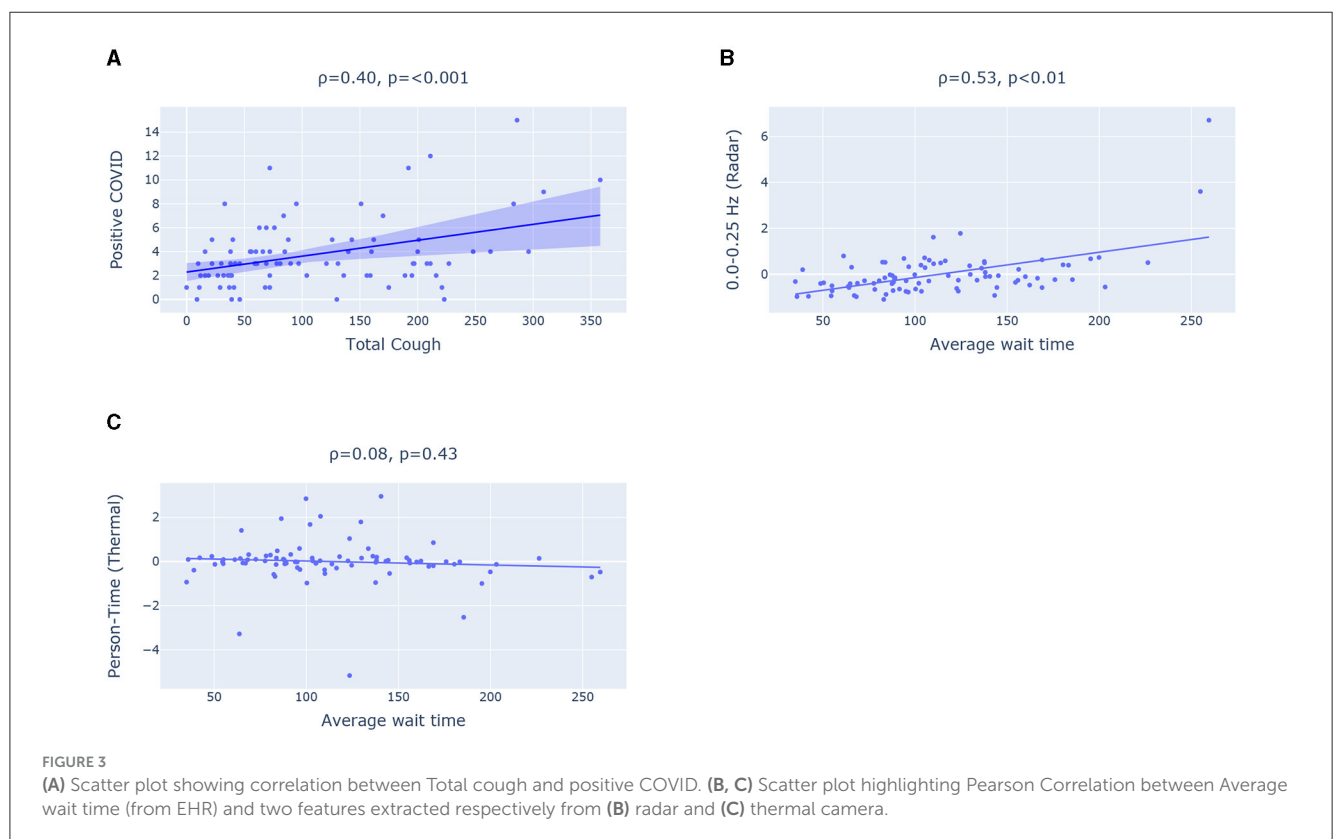 A
ρ=0.40, p=<0.001
Positive COVID
14
12
10
8
6
4
2
0
0 50 100 150 200 250 300 350
Total Cough
B
ρ=0.53, p<0.01
0.0–0.25 Hz (Radar)
6
4
2
0
50 100 150 200 250
Average wait time
C
ρ=0.08, p=0.43
Person-Time (Thermal)
2
0
−2
−4
50 100 150 200 250
Average wait time
FIGURE 3
(A) Scatter plot showing correlation between Total cough and positive COVID. (B, C) Scatter plot highlighting Pearson Correlation between Average
wait time (from EHR) and two features extracted respectively from (B) radar and (C) thermal camera.